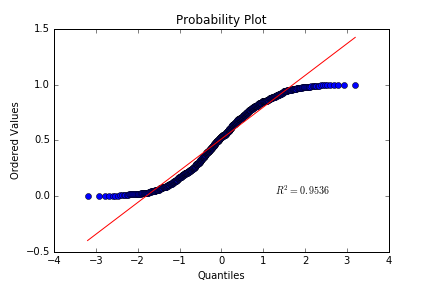 Probability Plot
Ordered Values
1.5
1.0
0.5
0.0
−0.5
R² = 0.9536
−4 −3 −2 −1 0 1 2 3 4
Quantiles